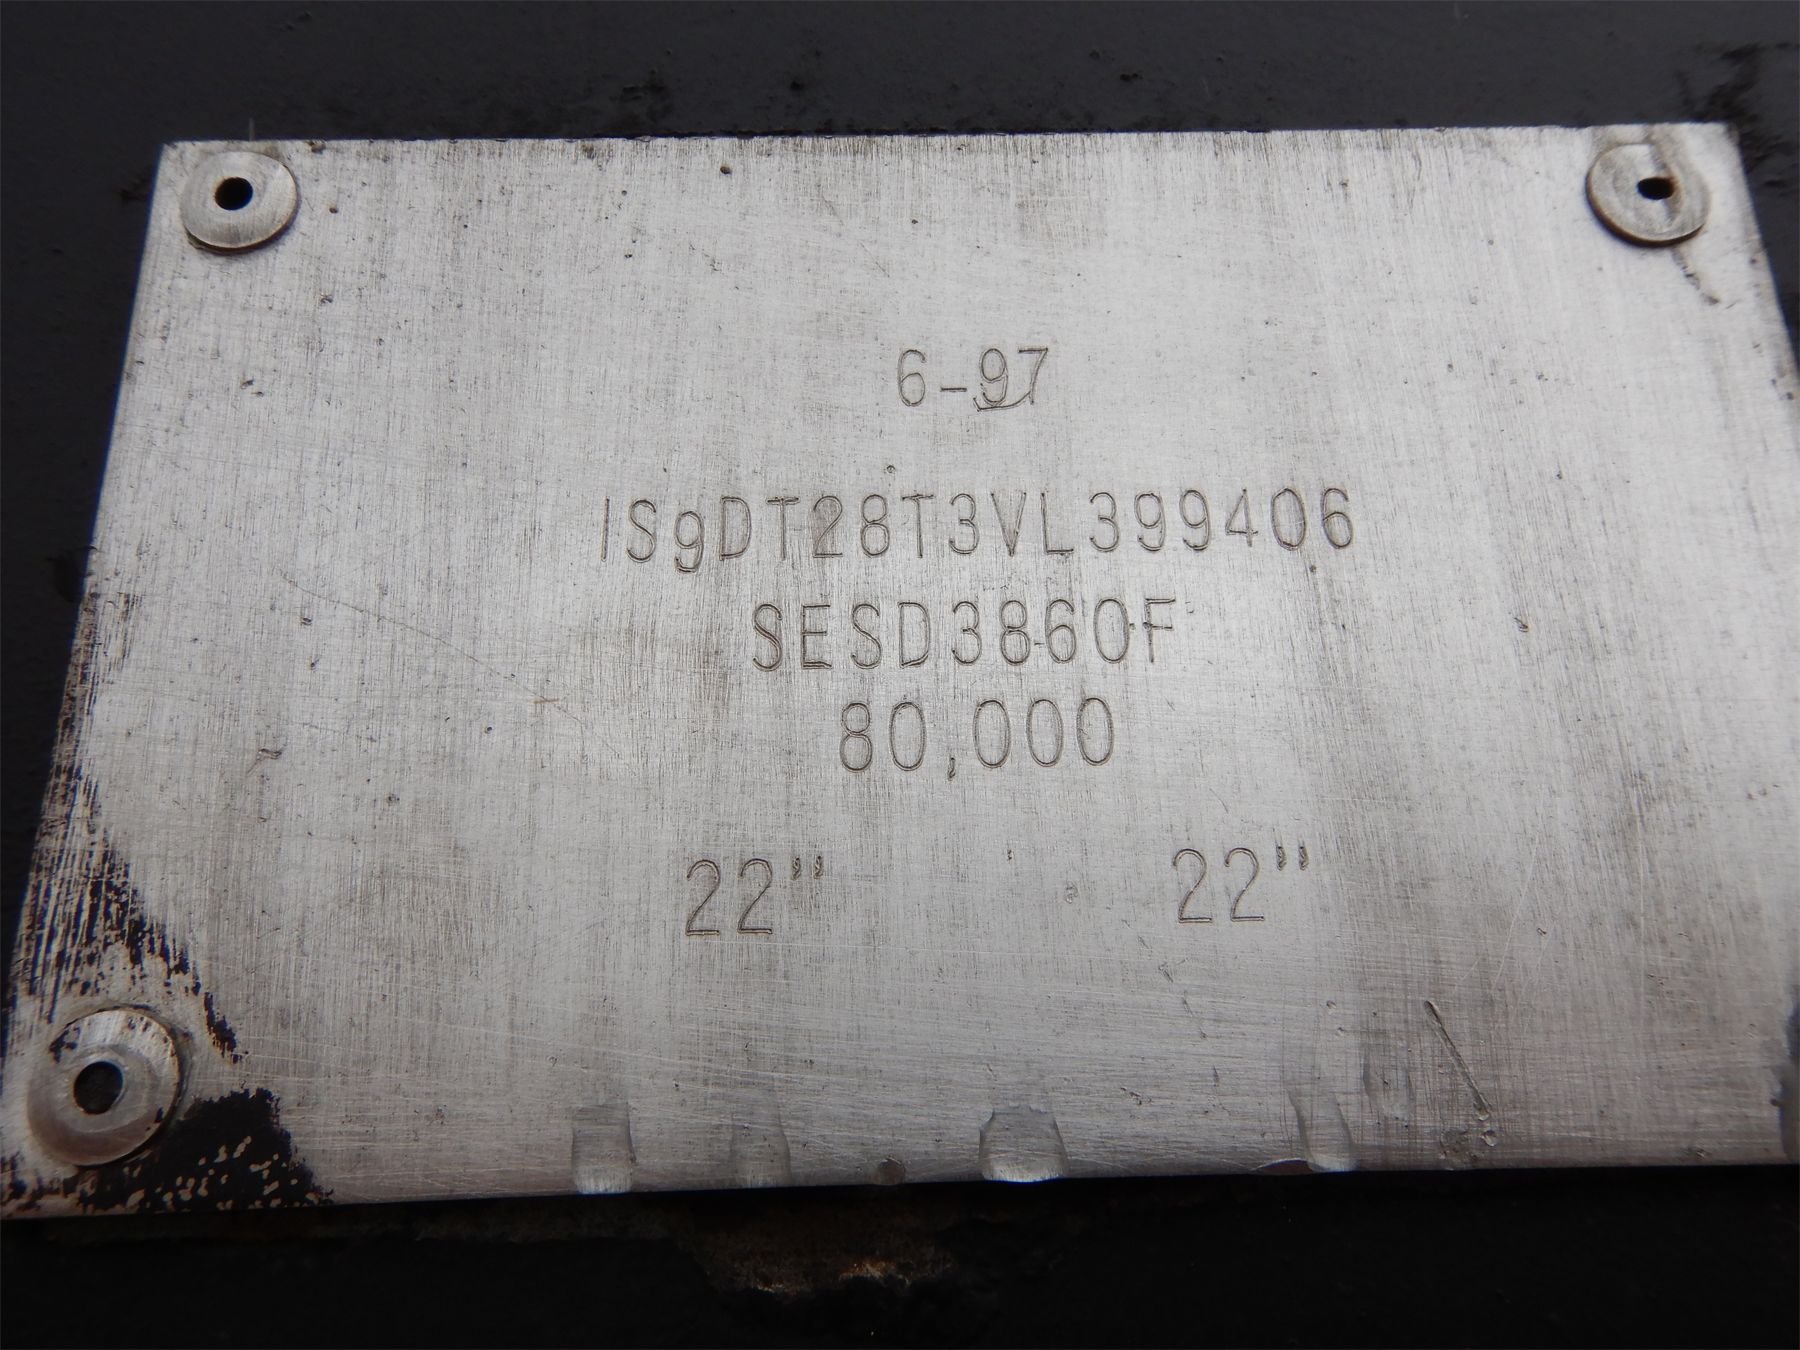 6-97
1S9DT28T3VL399406
SESD3860F
80,000
22" 22"